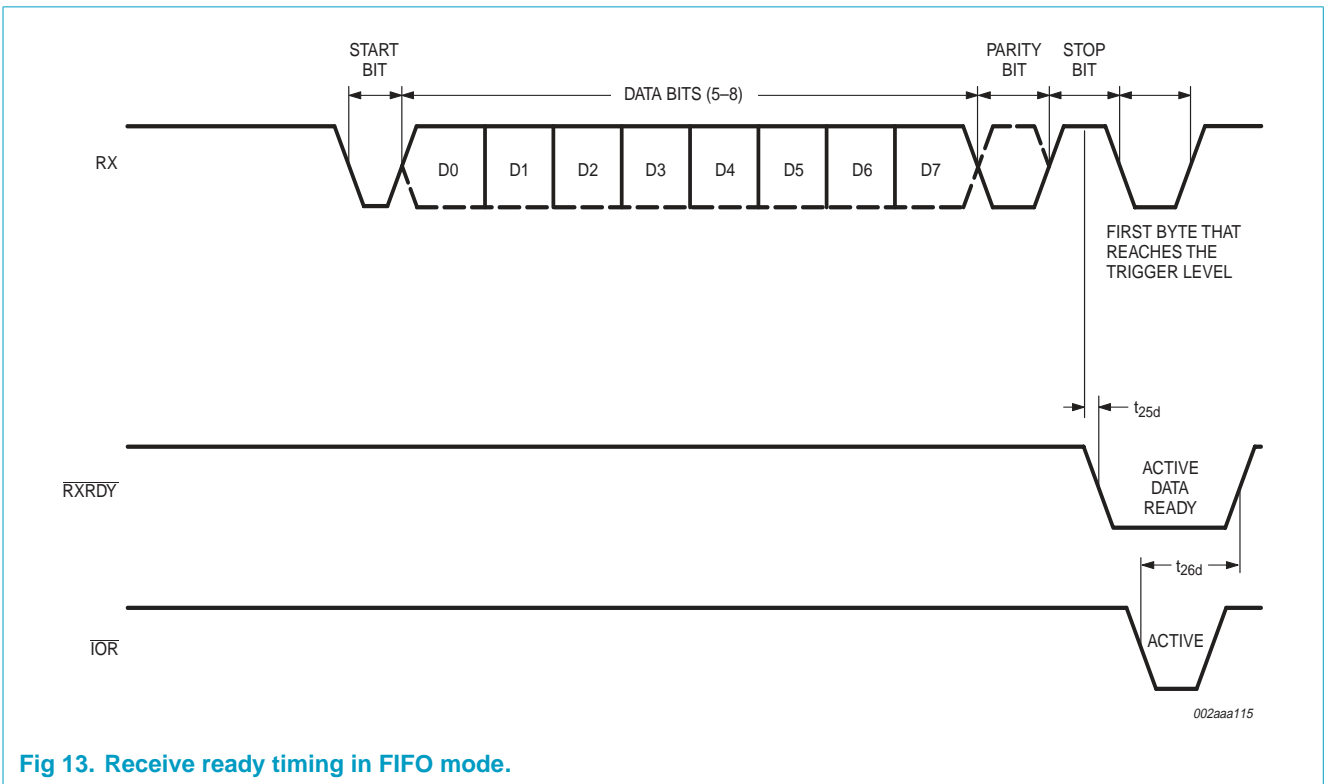 START
BIT
DATA BITS (5–8)
PARITY
BIT
STOP
BIT
RX
D0
D1
D2
D3
D4
D5
D6
D7
FIRST BYTE THAT
REACHES THE
TRIGGER LEVEL
t25d
RXRDY
ACTIVE
DATA
READY
t26d
IOR
ACTIVE
002aaa115
Fig 13. Receive ready timing in FIFO mode.